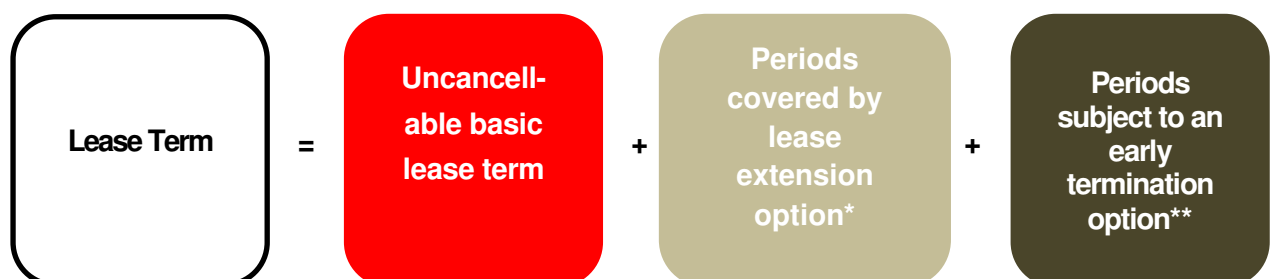 Lease Term
=
Uncancell-
able basic
lease term
+
Periods
covered by
lease
extension
option*
+
Periods
subject to an
early
termination
option**